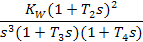 K_W(1 + T_2s)^2
s^3(1 + T_3s)(1 + T_4s)